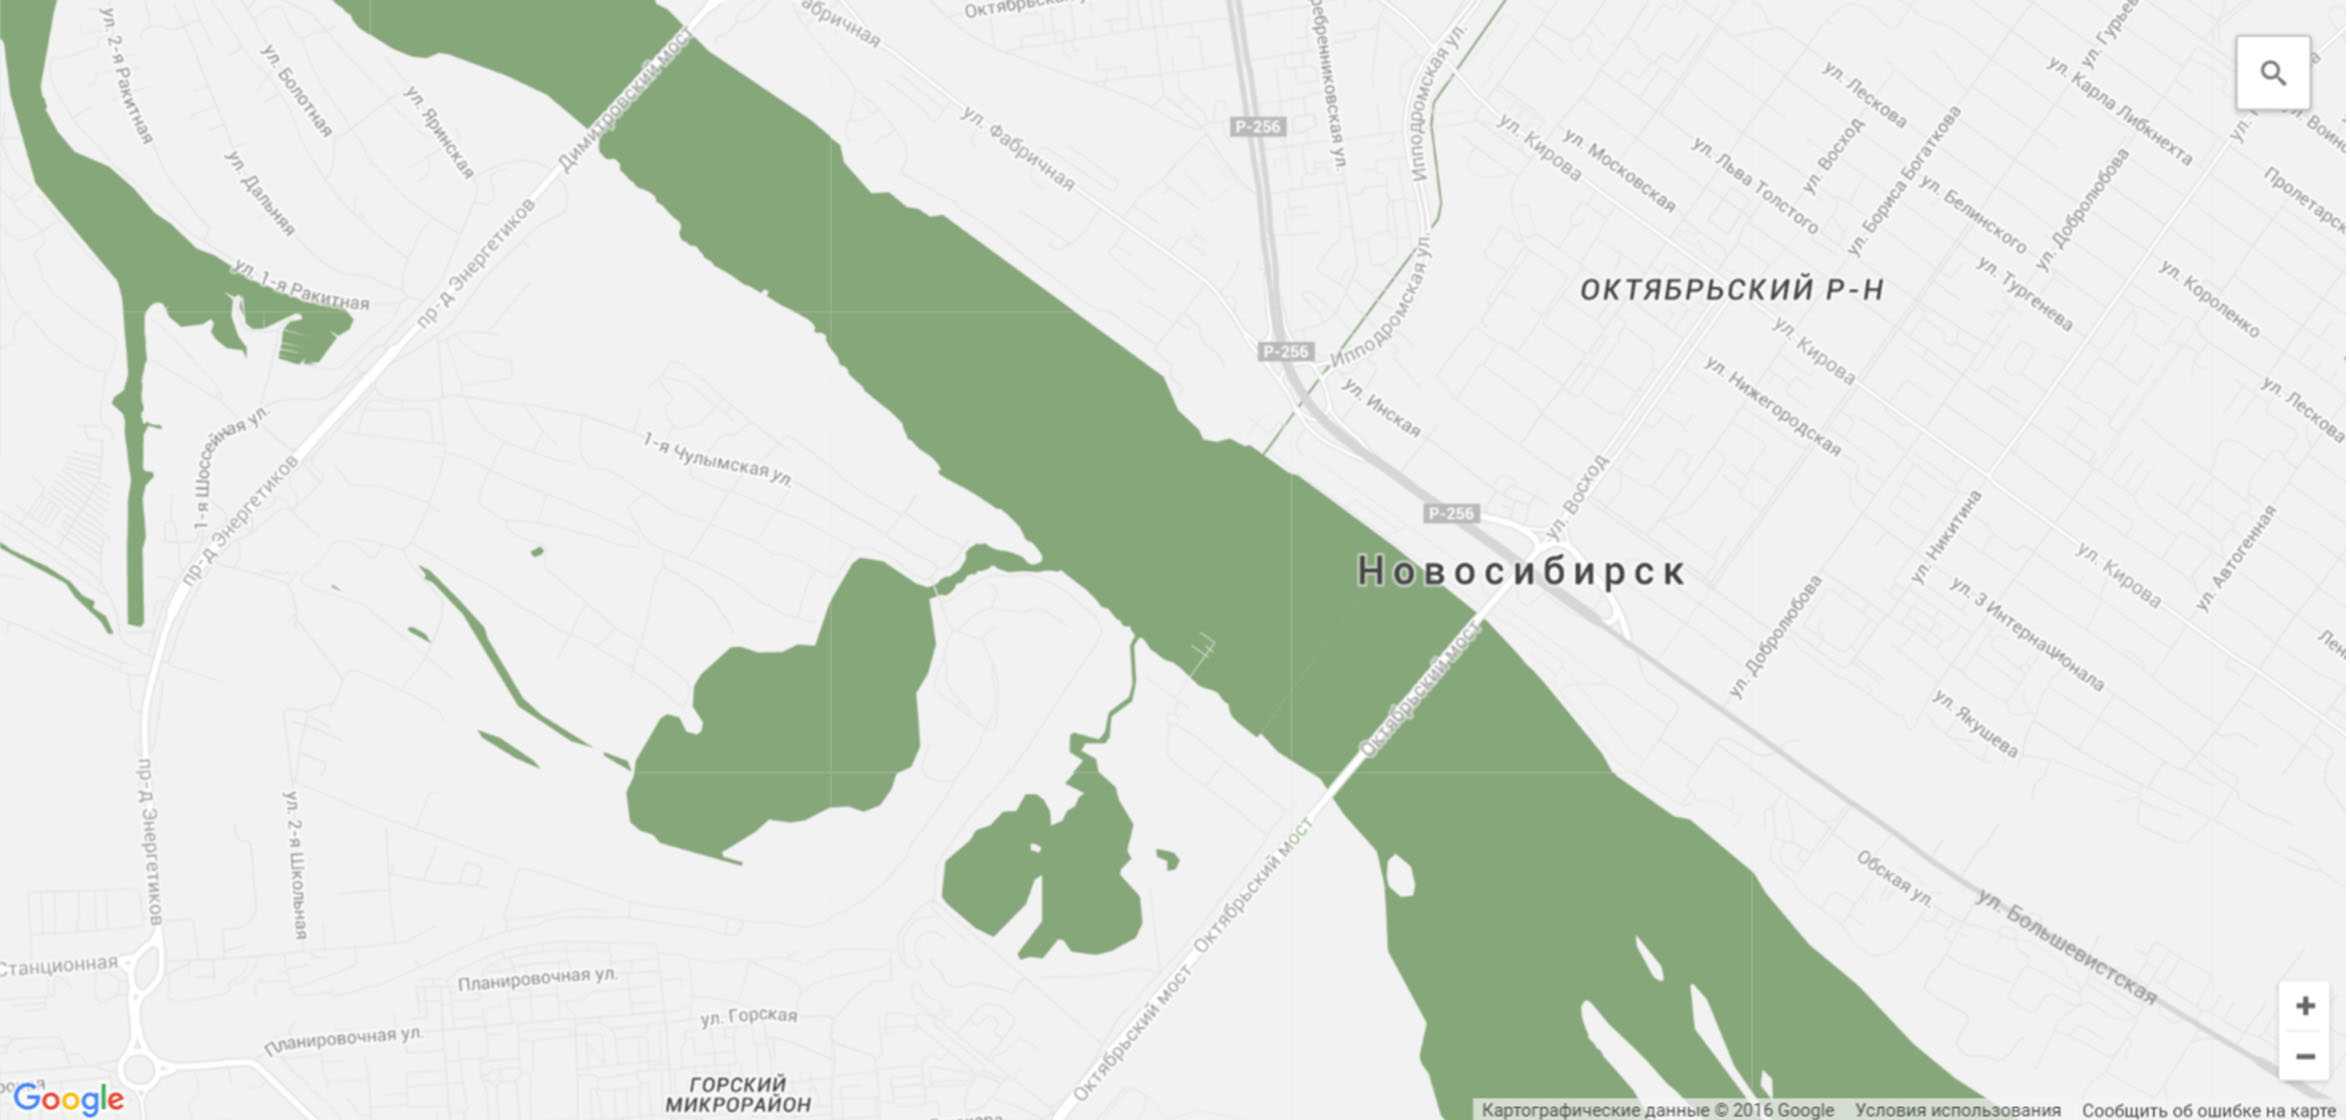 Октябрьская
ул. 2-я Ракитная
ул. Болотная
ул. Яринская
ул. Дальняя
ул. 1-я Ракитная
Димитровский мост
пр-д Энергетиков
ул. Фабричная
Р-256
Ипподромская ул.
ул. Кирова
ул. Московская
ул. Льва Толстого
ул. Лескова
ул. Восход
ул. Бориса Богаткова
ул. Белинского
ул. Гурьев
ул. Карла Либкнехта
ул. Добролюбова
ул. Тургенева
ул. Короленко
ОКТЯБРЬСКИЙ Р-Н
Р-256
Ипподромская ул.
ул. Инская
ул. Кирова
ул. Нижегородская
ул. Лескова
1-я Шоссейная ул.
пр-д Энергетиков
1-я Чулымская ул.
Р-256
ул. Восход
Новосибирск
ул. Никитина
ул. Кирова
ул. Автогенная
ул. 3 Интернационала
ул. Добролюбова
ул. Якушева
Октябрьский мост
пр-д Энергетиков
ул. 2-я Школьная
Октябрьский мост
Обская ул.
ул. Большевистская
Станционная
Планировочная ул.
Планировочная ул.
ул. Горская
Октябрьский мост
ГОРСКИЙ
МИКРОРАЙОН
Google
Картографические данные © 2016 Google Условия использования Сообщить об ошибке на карте